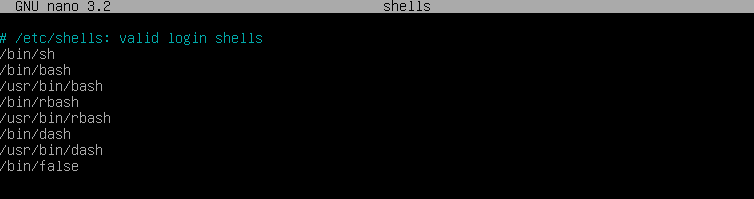 GNU nano 3.2 shells
# /etc/shells: valid login shells
/bin/sh
/bin/bash
/usr/bin/bash
/bin/rbash
/usr/bin/rbash
/bin/dash
/usr/bin/dash
/bin/false